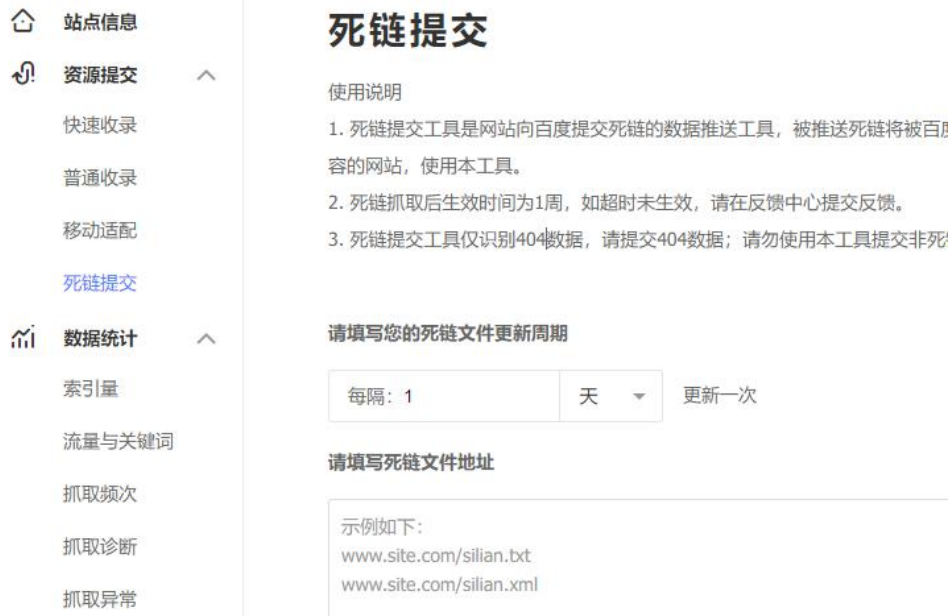 站点信息
资源提交
快速收录
普通收录
移动适配
死链提交
数据统计
索引量
流量与关键词
抓取频次
抓取诊断
抓取异常
死链提交
使用说明
1. 死链提交工具是网站向百度提交死链的数据推送工具，被推送死链将被百度
容的网站，使用本工具。
2. 死链抓取后生效时间为1周，如超时未生效，请在反馈中心提交反馈。
3. 死链提交工具仅识别404数据，请提交404数据；请勿使用本工具提交非死
请填写您的死链文件更新周期
每隔：1 天 更新一次
请填写死链文件地址
示例如下：
www.site.com/silian.txt
www.site.com/silian.xml